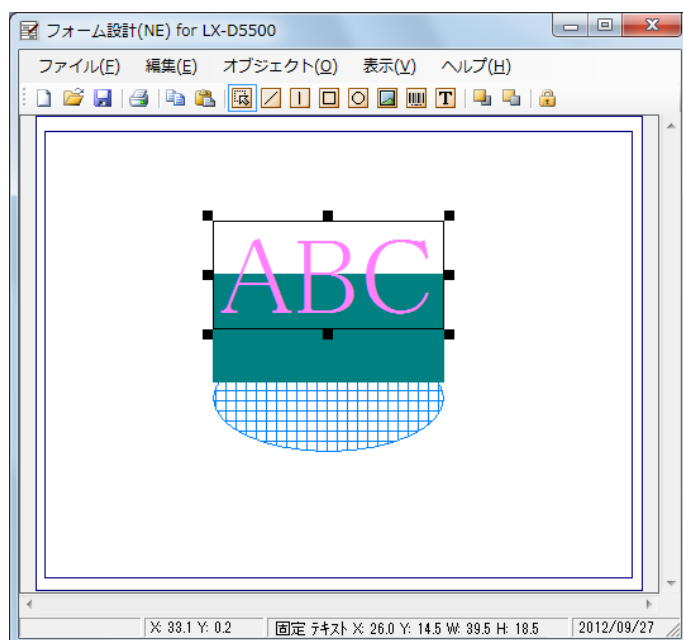 フォーム設計(NE) for LX-D5500
ファイル(F) 編集(E) オブジェクト(O) 表示(V) ヘルプ(H)
T
ABC
X: 33.1 Y: 0.2 固定 テキスト X: 26.0 Y: 14.5 W: 39.5 H: 18.5 2012/09/27